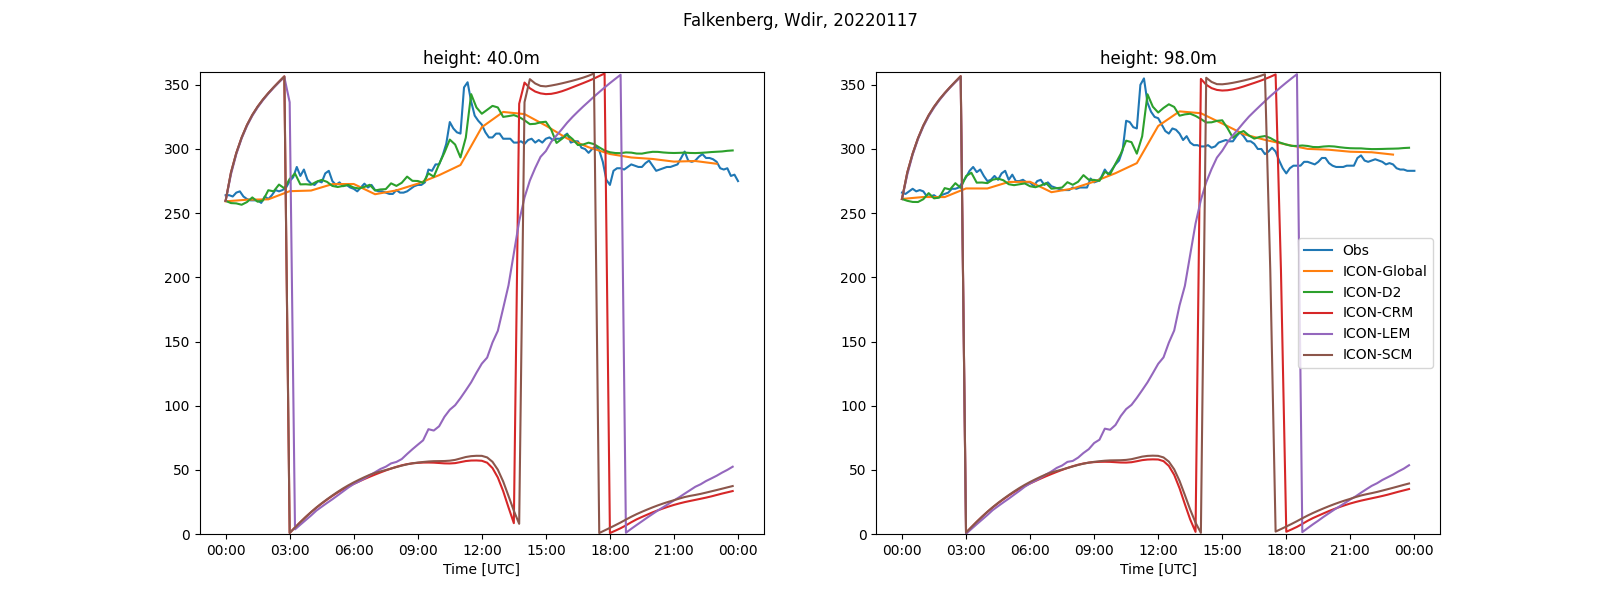 Falkenberg, Wdir, 20220117
height: 40.0m
350
300
250
200
150
100
50
0
00:00 03:00 06:00 09:00 12:00 15:00 18:00 21:00 00:00
Time [UTC]
height: 98.0m
350
300
250
200
150
100
50
0
00:00 03:00 06:00 09:00 12:00 15:00 18:00 21:00 00:00
Time [UTC]
Obs
ICON-Global
ICON-D2
ICON-CRM
ICON-LEM
ICON-SCM